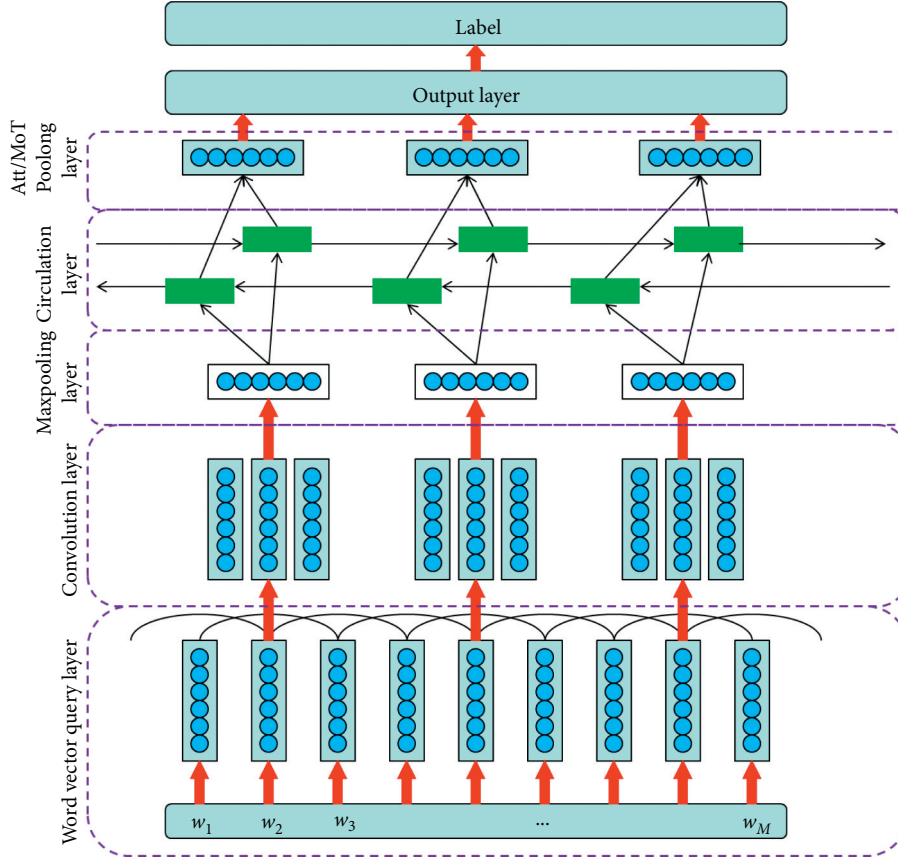 Label
Output layer
Att/MoT
Poolong
layer
Circulation
layer
Maxpooling
layer
Convolution layer
Word vector query layer
w1 w2 w3 ... wM